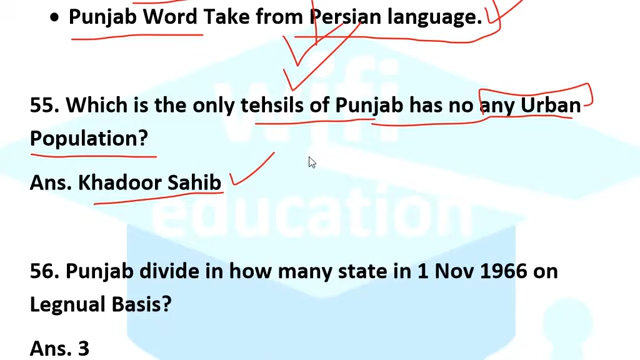 • Punjab Word Take from Persian language.
55. Which is the only tehsils of Punjab has no any Urban
Population?
Ans. Khadoor Sahib
wifi
education
56. Punjab divide in how many state in 1 Nov 1966 on
Legnual Basis?
Ans. 3